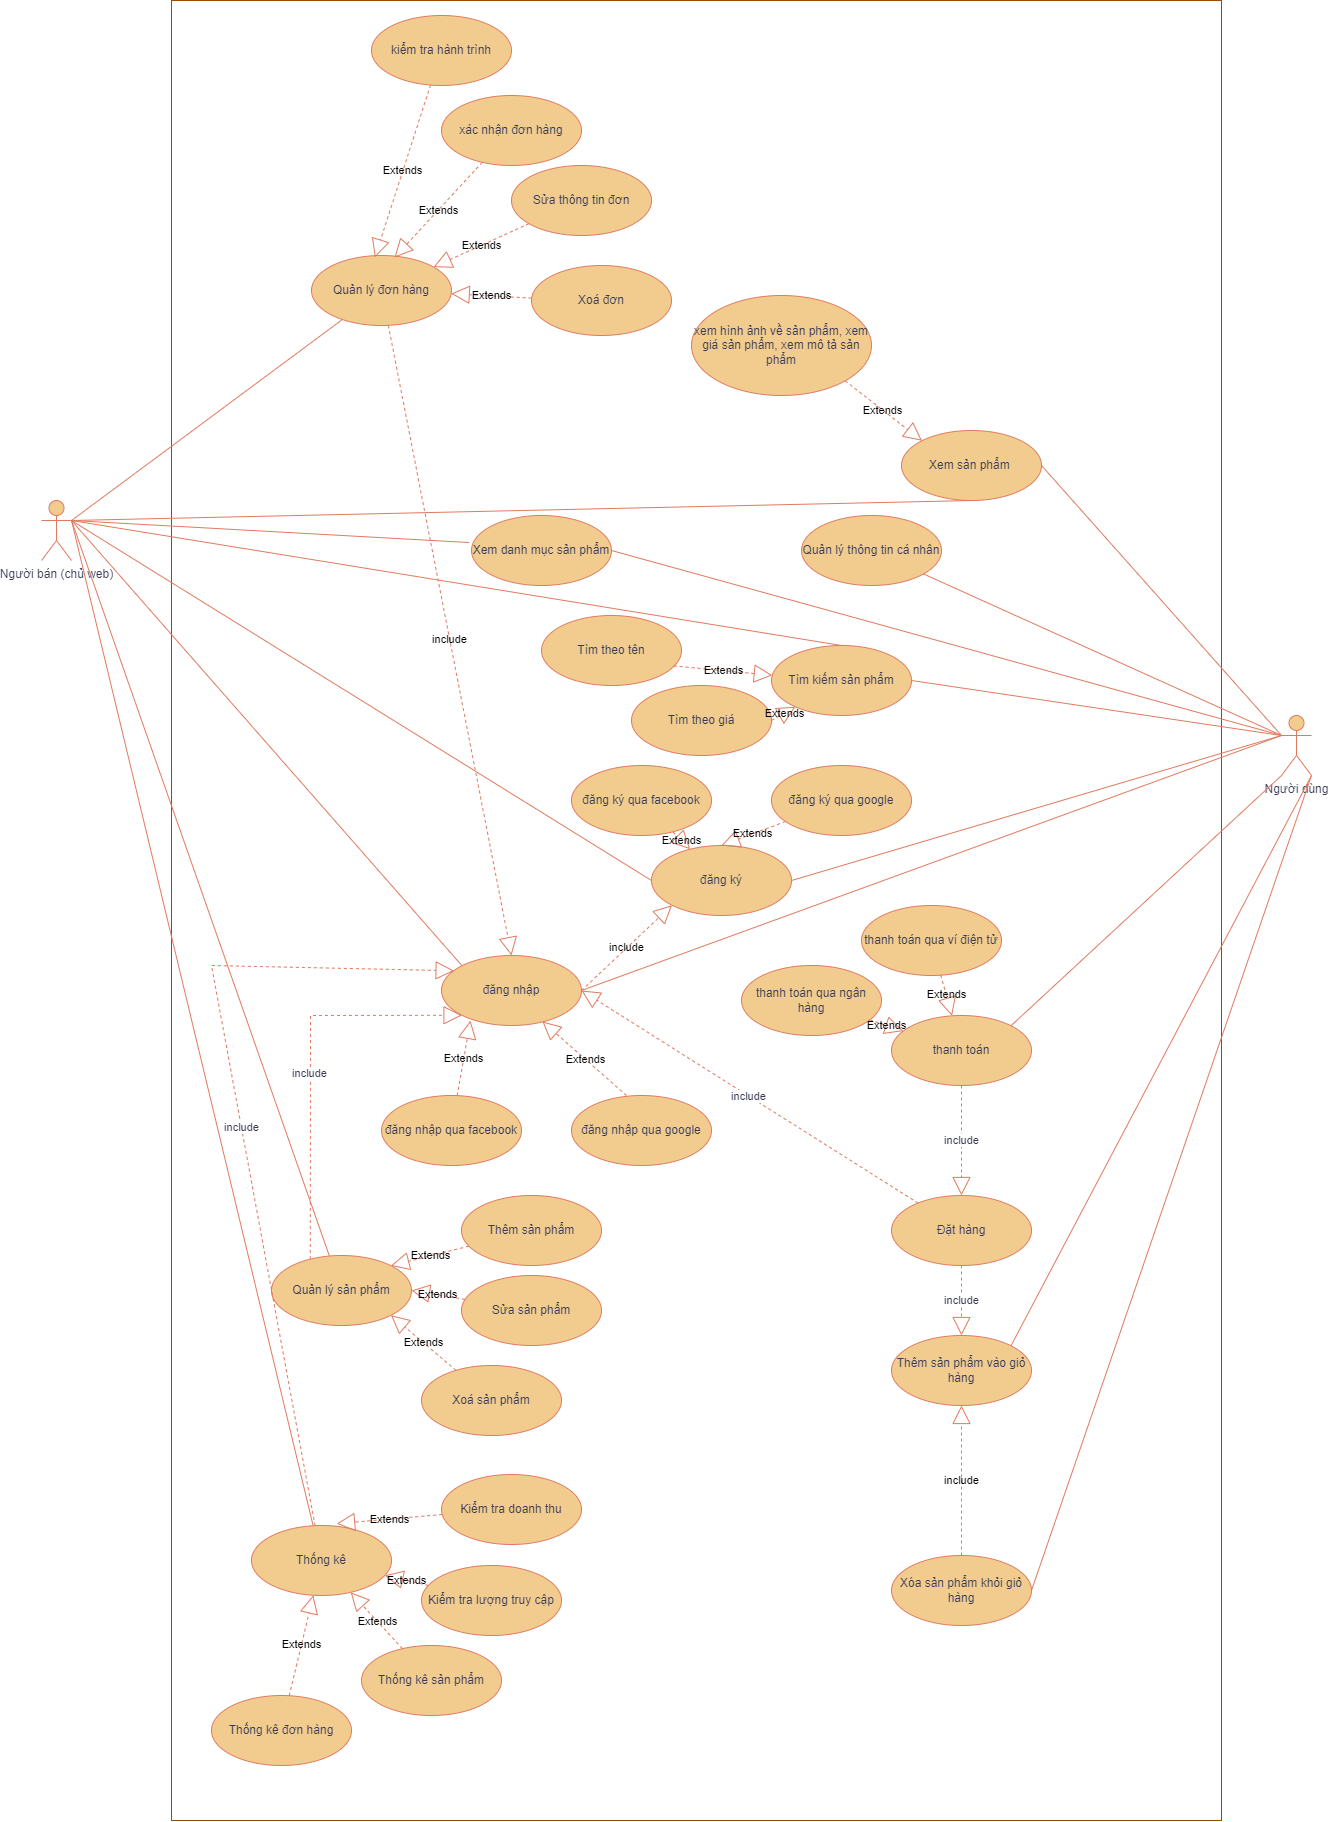 kiểm tra hành trình
xác nhận đơn hàng
Extends
Sửa thông tin đơn
Extends
Extends
Quản lý đơn hàng
Extends
Xoá đơn
xem hình ảnh về sản phẩm, xem
giá sản phẩm, xem mô tả sản
phẩm
Extends
Xem sản phẩm
Xem danh mục sản phẩm
Quản lý thông tin cá nhân
Người bán (chủ web)
include
Tìm theo tên
Extends
Tìm kiếm sản phẩm
Tìm theo giá
Extends
Người dùng
đăng ký qua facebook
đăng ký qua google
Extends
Extends
đăng ký
include
thanh toán qua ví điện tử
đăng nhập
thanh toán qua ngân
hàng
Extends
Extends
thanh toán
Extends
Extends
include
include
include
include
đăng nhập qua facebook
đăng nhập qua google
Thêm sản phẩm
Đặt hàng
Extends
Quản lý sản phẩm
Extends
Sửa sản phẩm
include
Extends
Thêm sản phẩm vào giỏ
hàng
Xoá sản phẩm
include
Kiểm tra doanh thu
Extends
Thống kê
Extends
Kiểm tra lượng truy cập
Xóa sản phẩm khỏi giỏ
hàng
Extends
Extends
Thống kê sản phẩm
Thống kê đơn hàng